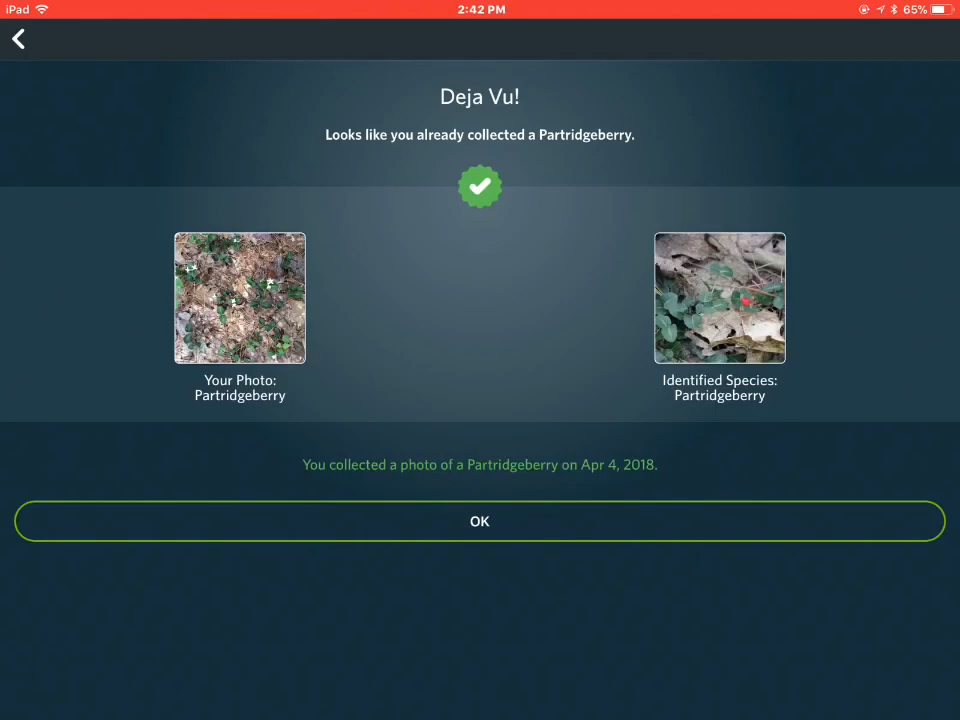 iPad
2:42 PM
65%
Deja Vu!
Looks like you already collected a Partridgeberry.
Your Photo:
Partridgeberry
Identified Species:
Partridgeberry
You collected a photo of a Partridgeberry on Apr 4, 2018.
OK